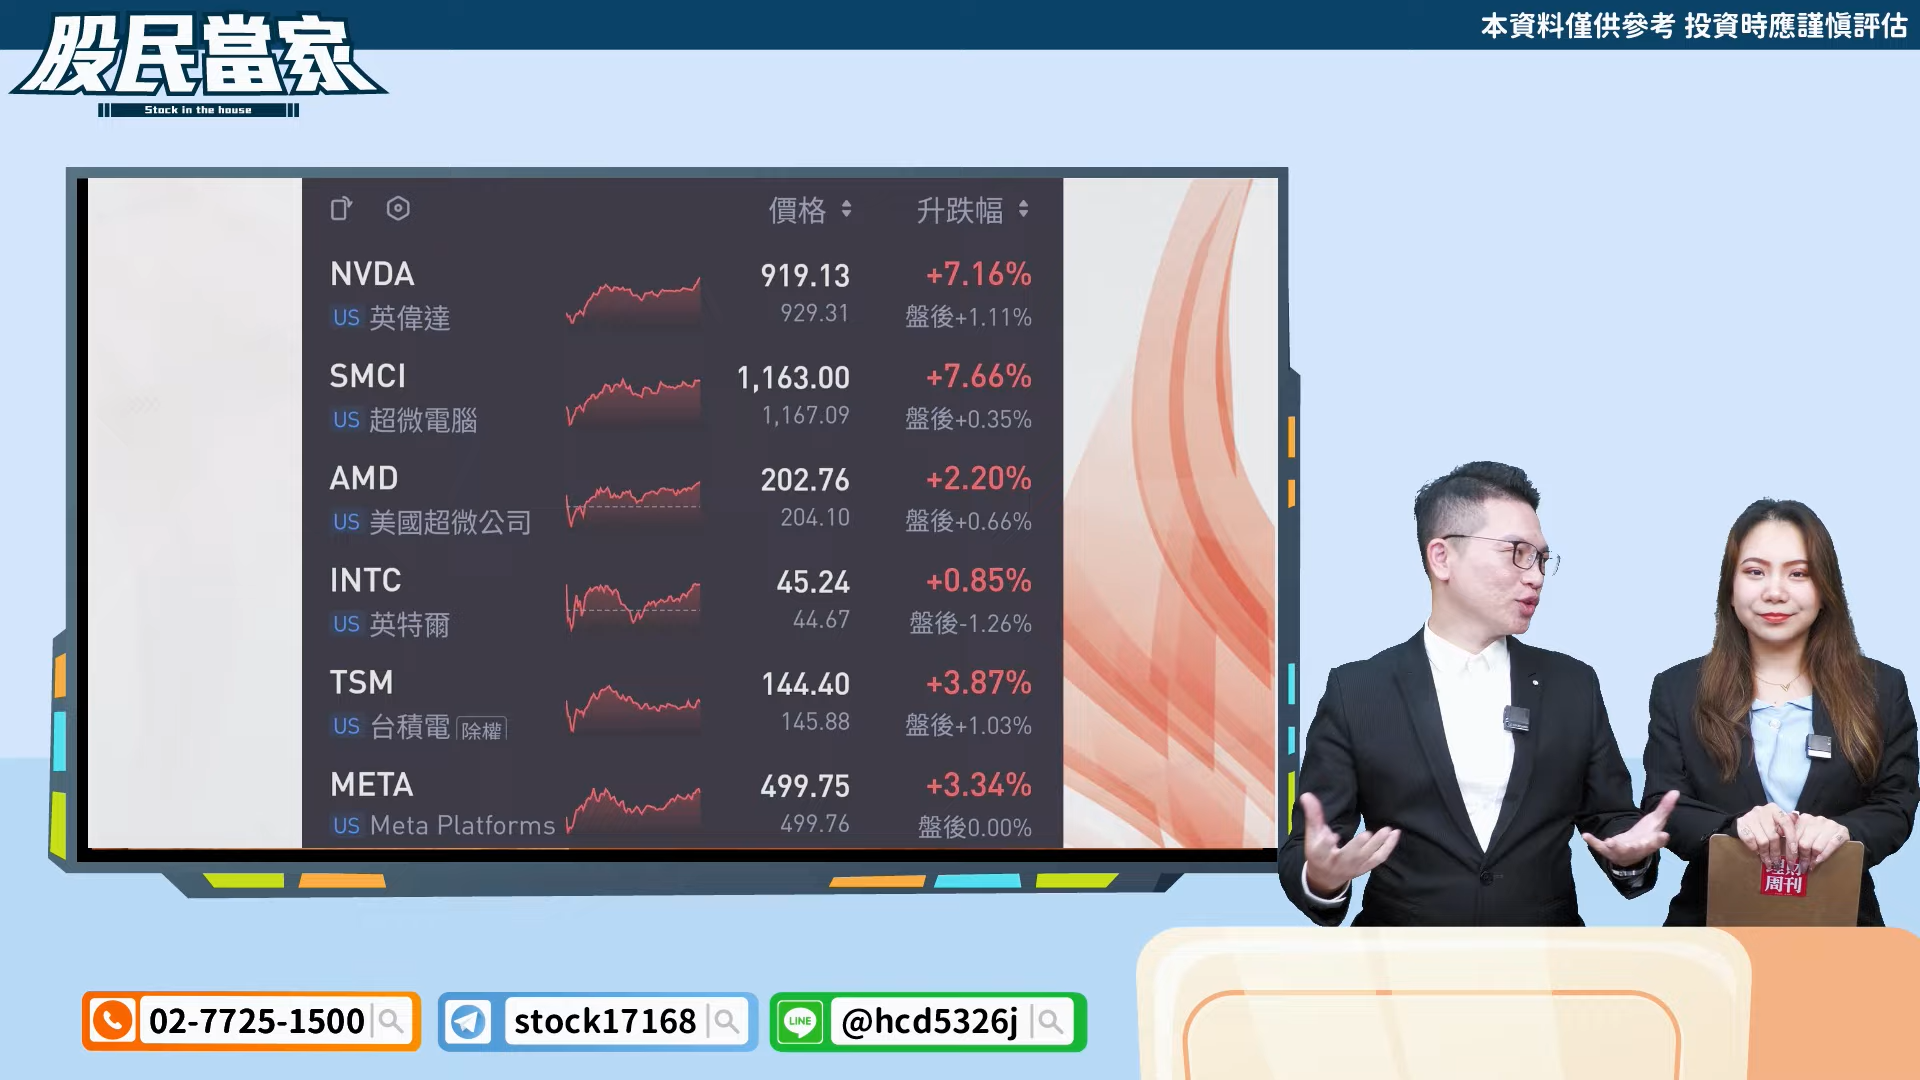 股民當家
Stock in the house
本資料僅供參考 投資時應謹慎評估
價格 升跌幅
NVDA 919.13 +7.16%
US 英偉達 929.31 盤後+1.11%
SMCI 1,163.00 +7.66%
US 超微電腦 1,167.09 盤後+0.35%
AMD 202.76 +2.20%
US 美國超微公司 204.10 盤後+0.66%
INTC 45.24 +0.85%
US 英特爾 44.67 盤後-1.26%
TSM 144.40 +3.87%
US 台積電 除權 145.88 盤後+1.03%
META 499.75 +3.34%
US Meta Platforms 499.76 盤後0.00%
理財
周刊
02-7725-1500
stock17168
LINE @hcd5326j